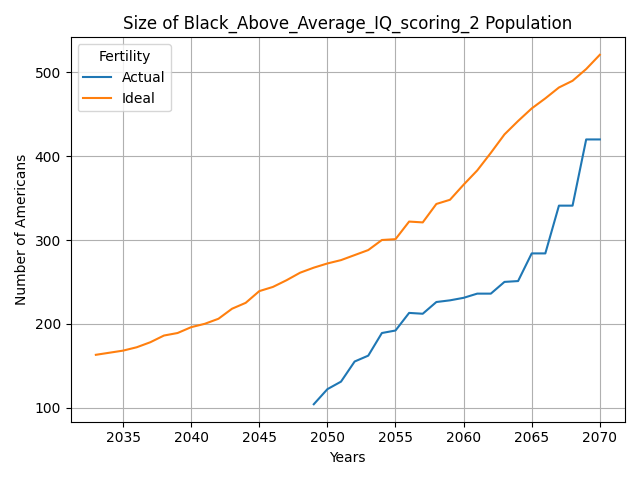 Size of Black_Above_Average_IQ_scoring_2 Population
Fertility
Actual
Ideal
Number of Americans
500
400
300
200
100
2035 2040 2045 2050 2055 2060 2065 2070
Years